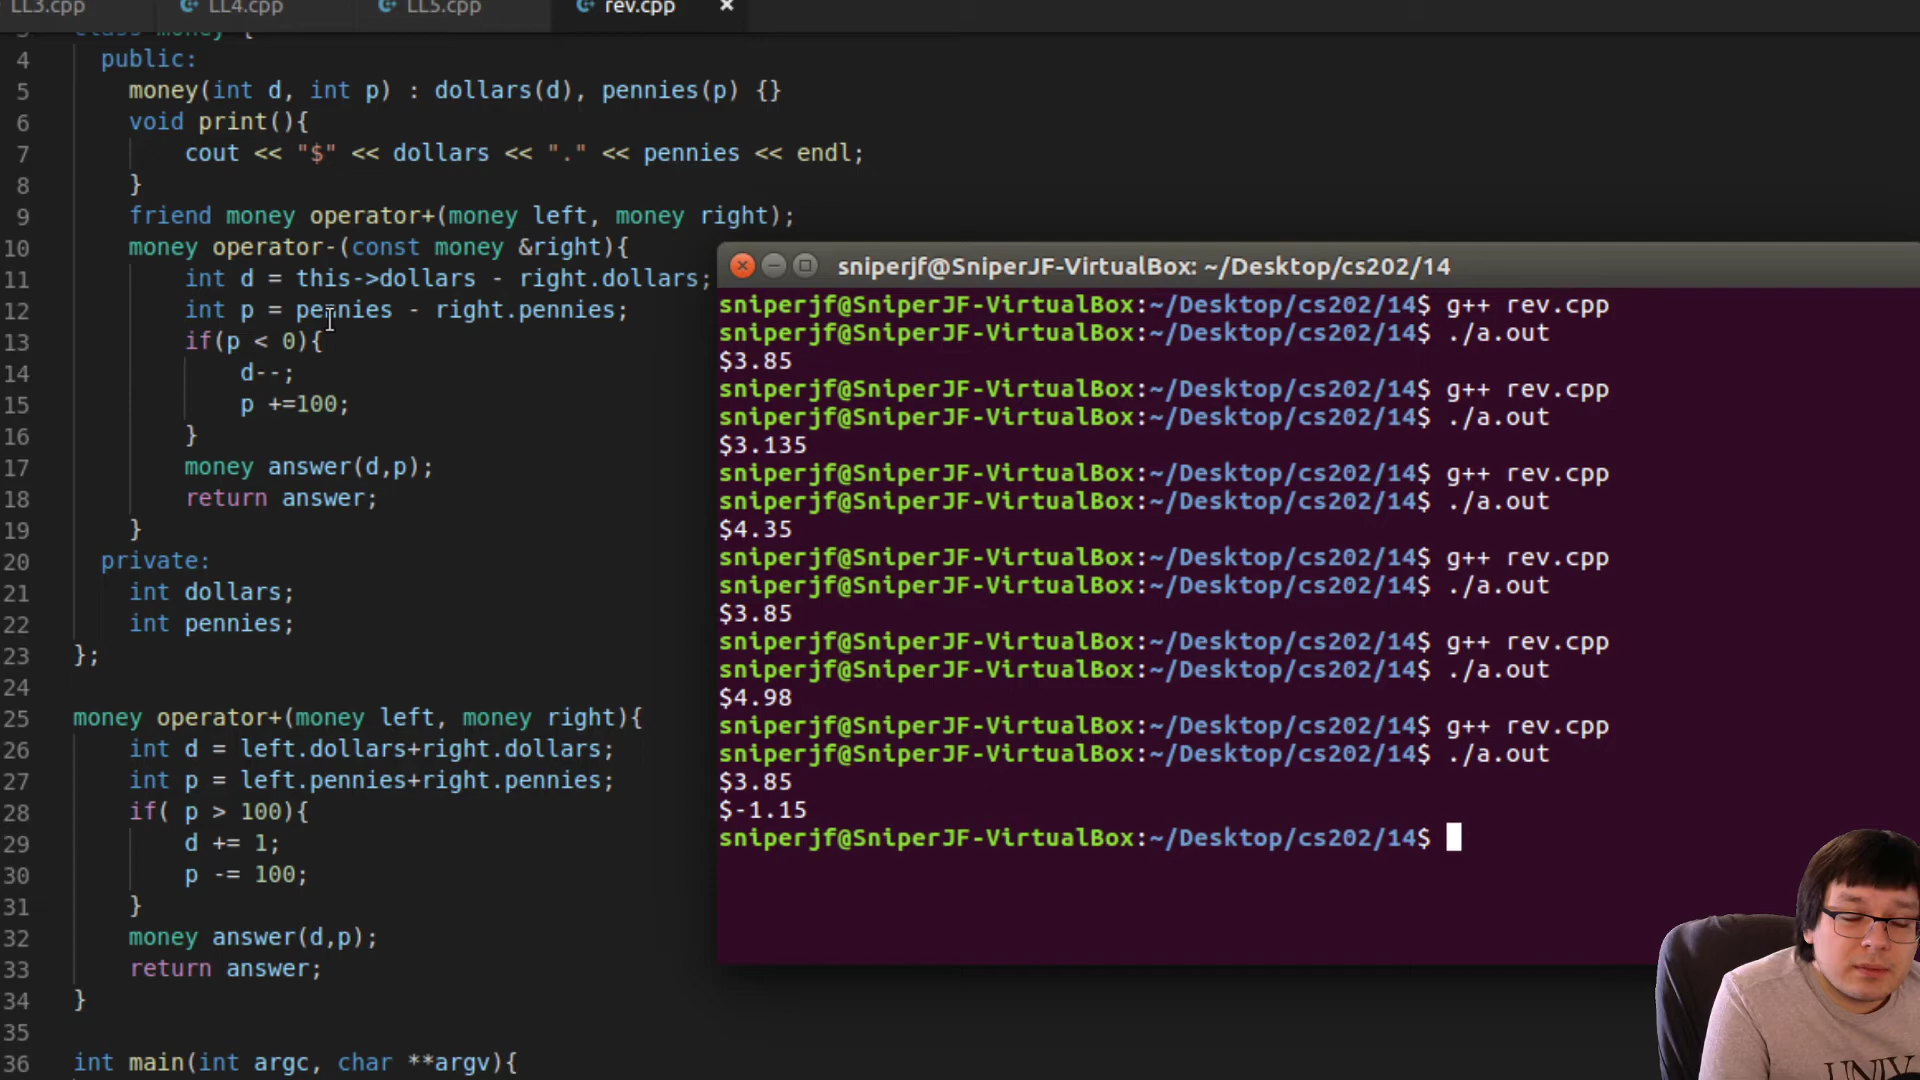 LL3.cpp LL4.cpp LL5.cpp rev.cpp ×
3 class money {
4 public:
5 money(int d, int p) : dollars(d), pennies(p) {}
6 void print(){
7 cout << "$" << dollars << "." << pennies << endl;
8 }
9 friend money operator+(money left, money right);
10 money operator-(const money &right){
11 int d = this->dollars - right.dollars;
12 int p = pennies - right.pennies;
13 if(p < 0){
14 d--;
15 p +=100;
16 }
17 money answer(d,p);
18 return answer;
19 }
20 private:
21 int dollars;
22 int pennies;
23 };
24
25 money operator+(money left, money right){
26 int d = left.dollars+right.dollars;
27 int p = left.pennies+right.pennies;
28 if( p > 100){
29 d += 1;
30 p -= 100;
31 }
32 money answer(d,p);
33 return answer;
34 }
35
36 int main(int argc, char **argv){
sniperjf@SniperJF-VirtualBox: ~/Desktop/cs202/14
sniperjf@SniperJF-VirtualBox:~/Desktop/cs202/14$ g++ rev.cpp
sniperjf@SniperJF-VirtualBox:~/Desktop/cs202/14$ ./a.out
$3.85
sniperjf@SniperJF-VirtualBox:~/Desktop/cs202/14$ g++ rev.cpp
sniperjf@SniperJF-VirtualBox:~/Desktop/cs202/14$ ./a.out
$3.135
sniperjf@SniperJF-VirtualBox:~/Desktop/cs202/14$ g++ rev.cpp
sniperjf@SniperJF-VirtualBox:~/Desktop/cs202/14$ ./a.out
$4.35
sniperjf@SniperJF-VirtualBox:~/Desktop/cs202/14$ g++ rev.cpp
sniperjf@SniperJF-VirtualBox:~/Desktop/cs202/14$ ./a.out
$3.85
sniperjf@SniperJF-VirtualBox:~/Desktop/cs202/14$ g++ rev.cpp
sniperjf@SniperJF-VirtualBox:~/Desktop/cs202/14$ ./a.out
$4.98
sniperjf@SniperJF-VirtualBox:~/Desktop/cs202/14$ g++ rev.cpp
sniperjf@SniperJF-VirtualBox:~/Desktop/cs202/14$ ./a.out
$3.85
$-1.15
sniperjf@SniperJF-VirtualBox:~/Desktop/cs202/14$
UNIV